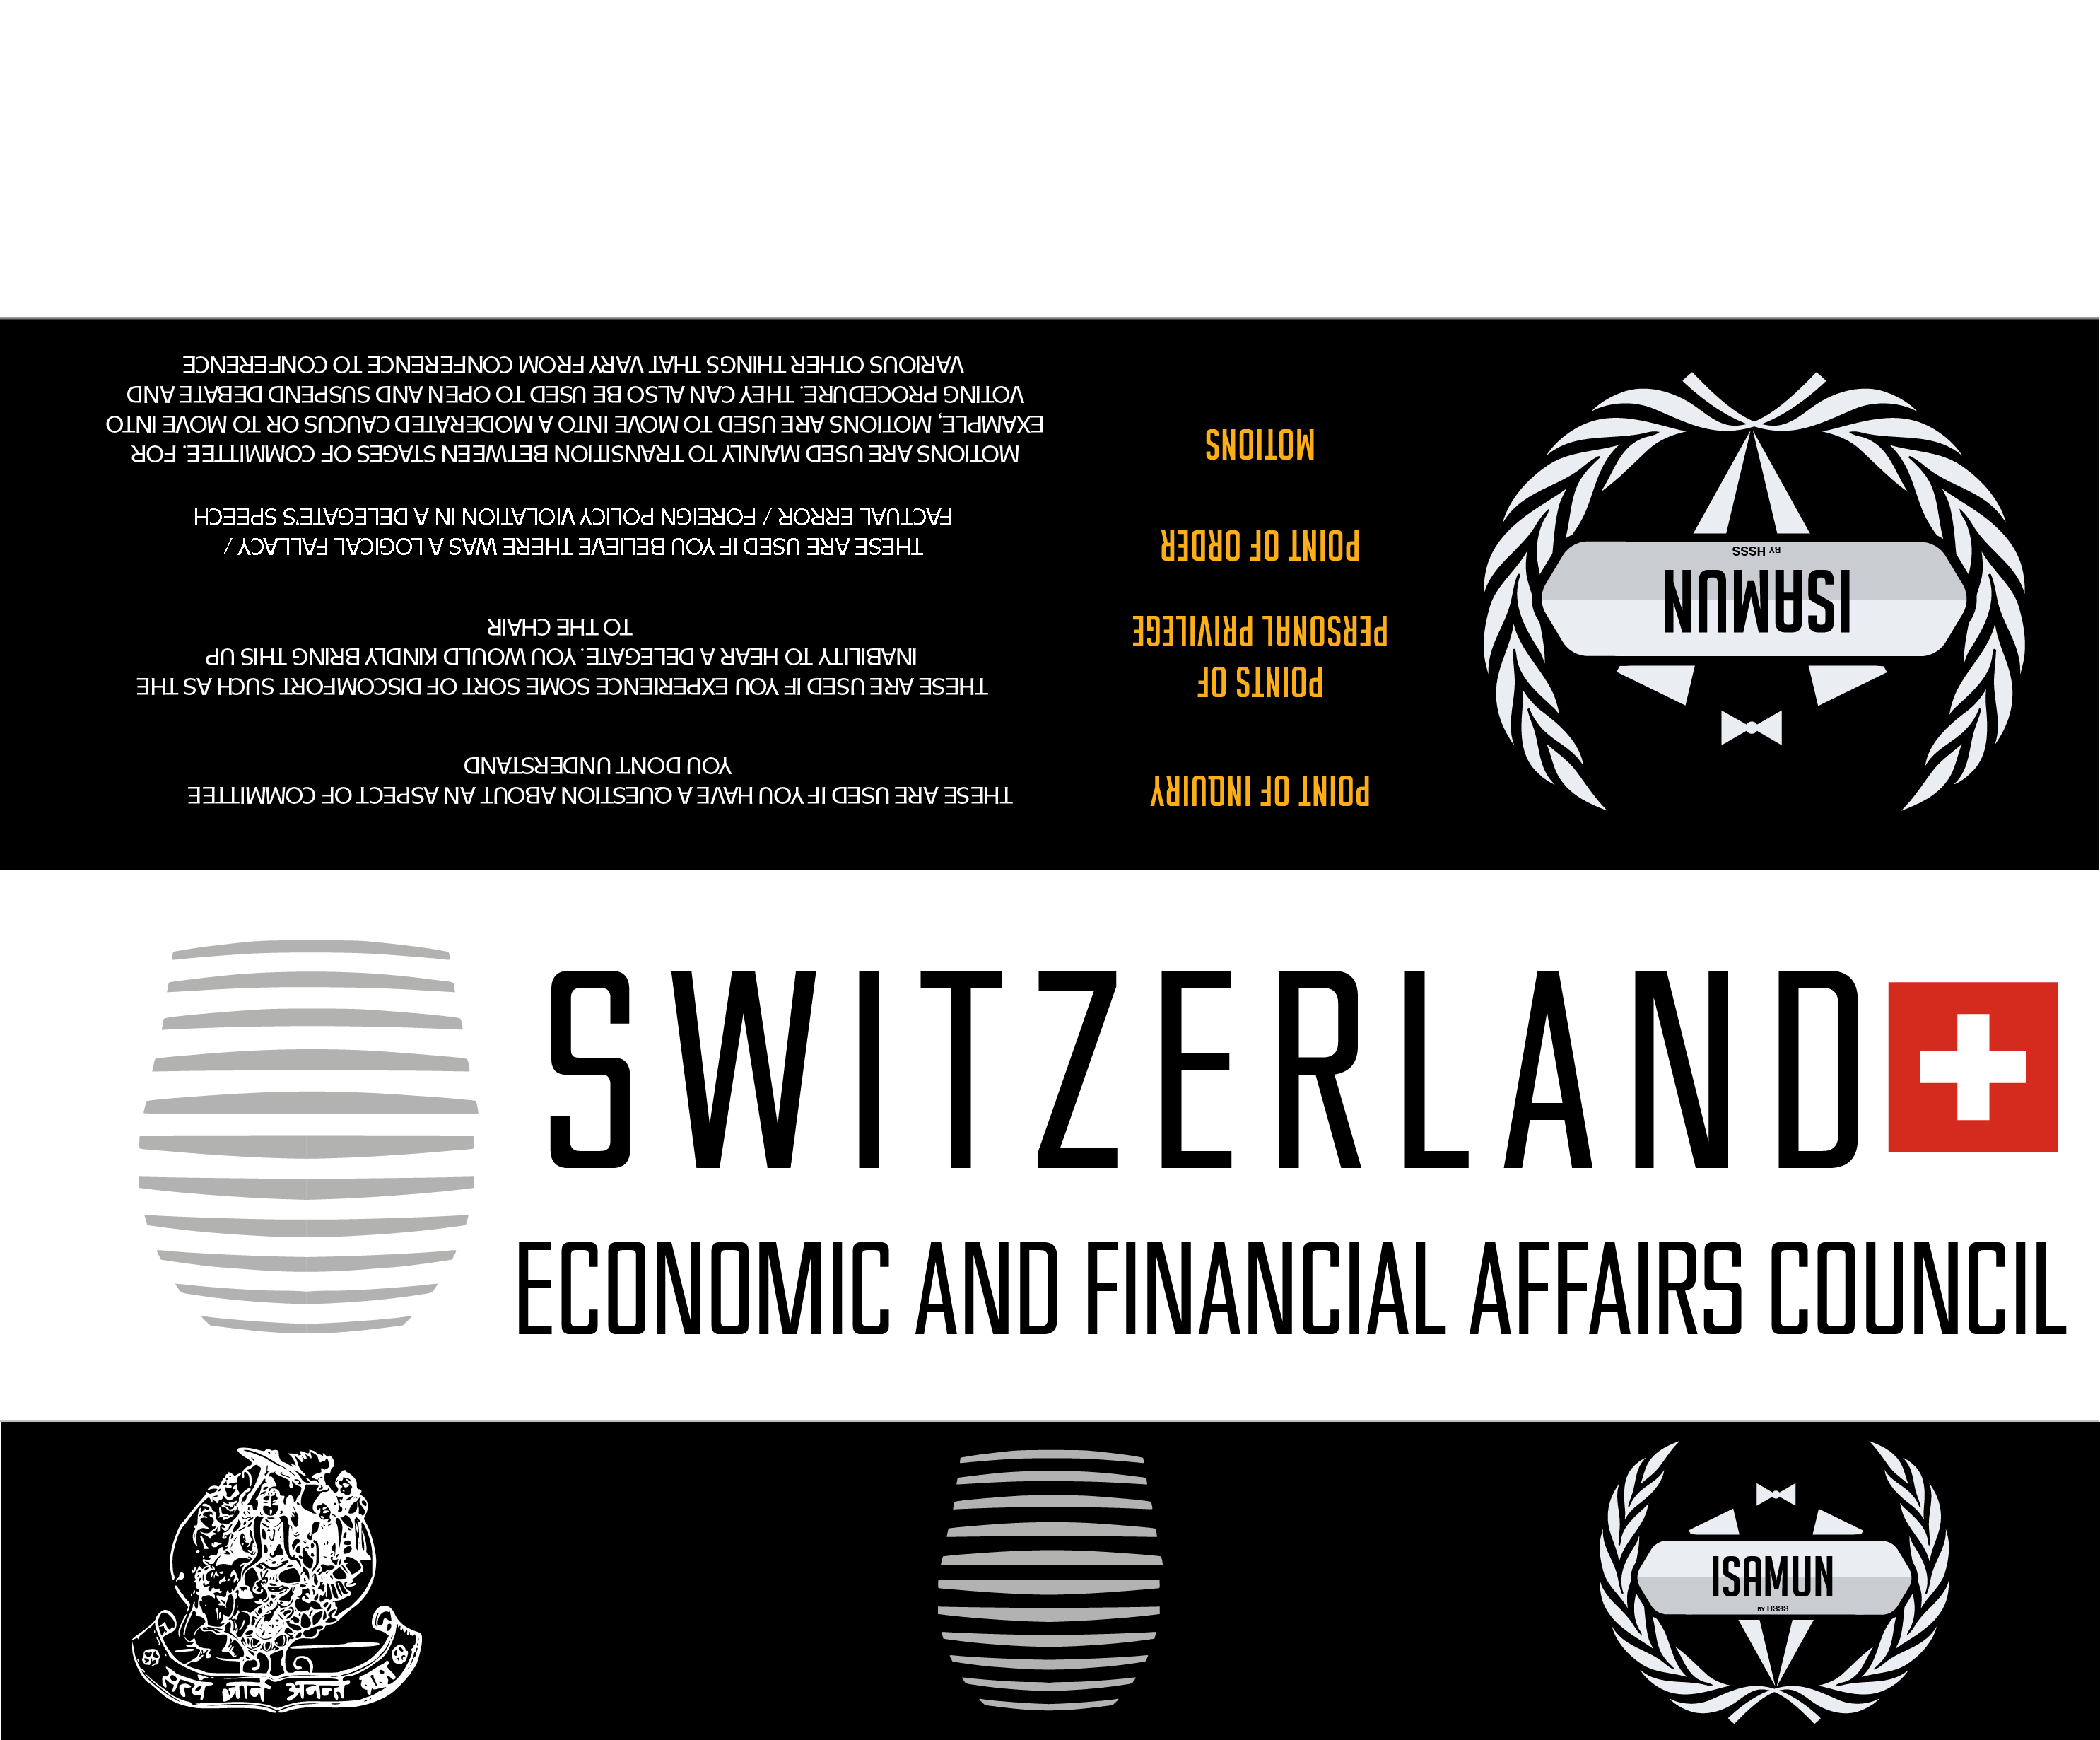 ISAMUN
BY HSSS
POINT OF INQUIRY
THESE ARE USED IF YOU HAVE A QUESTION ABOUT AN ASPECT OF COMMITTEE
YOU DON'T UNDERSTAND
POINTS OF
PERSONAL PRIVILEGE
THESE ARE USED IF YOU EXPERIENCE SOME SORT OF DISCOMFORT SUCH AS THE
INABILITY TO HEAR A DELEGATE. YOU WOULD KINDLY BRING THIS UP
TO THE CHAIR
POINT OF ORDER
THESE ARE USED IF YOU BELIEVE THERE WAS A LOGICAL FALLACY /
FACTUAL ERROR / FOREIGN POLICY VIOLATION IN A DELEGATE'S SPEECH
MOTIONS
MOTIONS ARE USED MAINLY TO TRANSITION BETWEEN STAGES OF COMMITTEE. FOR
EXAMPLE, MOTIONS ARE USED TO MOVE INTO A MODERATED CAUCUS OR TO MOVE INTO
VOTING PROCEDURE. THEY CAN ALSO BE USED TO OPEN AND SUSPEND DEBATE AND
VARIOUS OTHER THINGS THAT VARY FROM CONFERENCE TO CONFERENCE
SWITZERLAND
ECONOMIC AND FINANCIAL AFFAIRS COUNCIL
सत्यं ज्ञानं अनन्तं
ISAMUN
BY HSSS